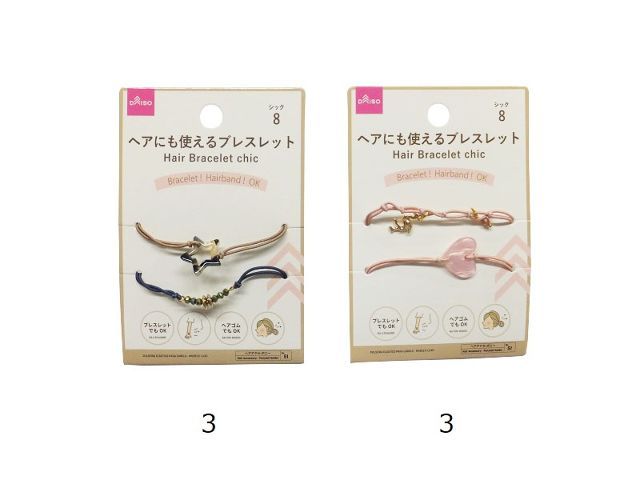 DAISO
シック
8
ヘアにも使えるブレスレット
Hair Bracelet chic
Bracelet! Hairband! OK
ブレスレット
でもOK
ヘアゴム
でもOK
DAISO
シック
8
ヘアにも使えるブレスレット
Hair Bracelet chic
Bracelet! Hairband! OK
ブレスレット
でもOK
ヘアゴム
でもOK
3
3